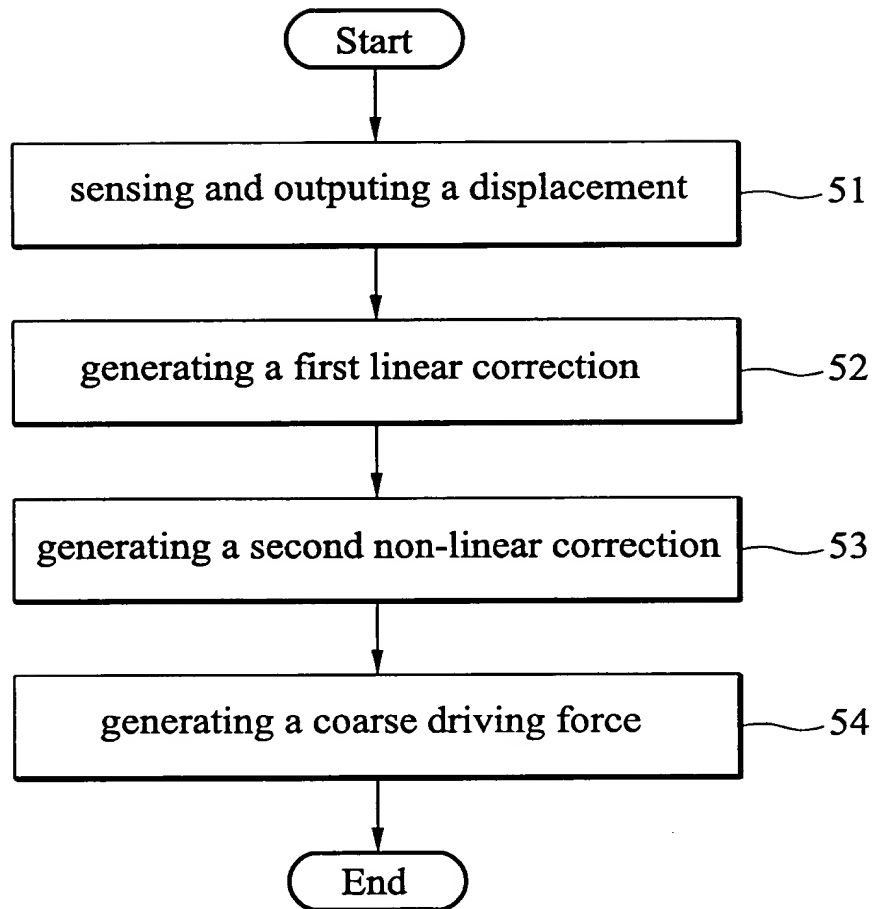 Start
sensing and outputing a displacement
51
generating a first linear correction
52
generating a second non-linear correction
53
generating a coarse driving force
54
End